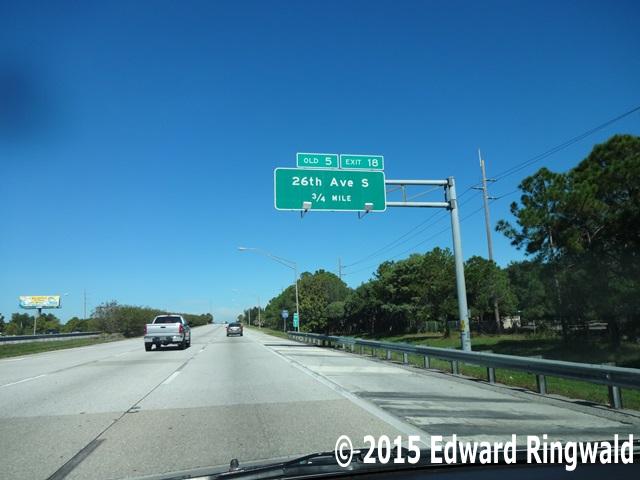 OLD 5 EXIT 18
26th Ave S
3/4 MILE
© 2015 Edward Ringwald